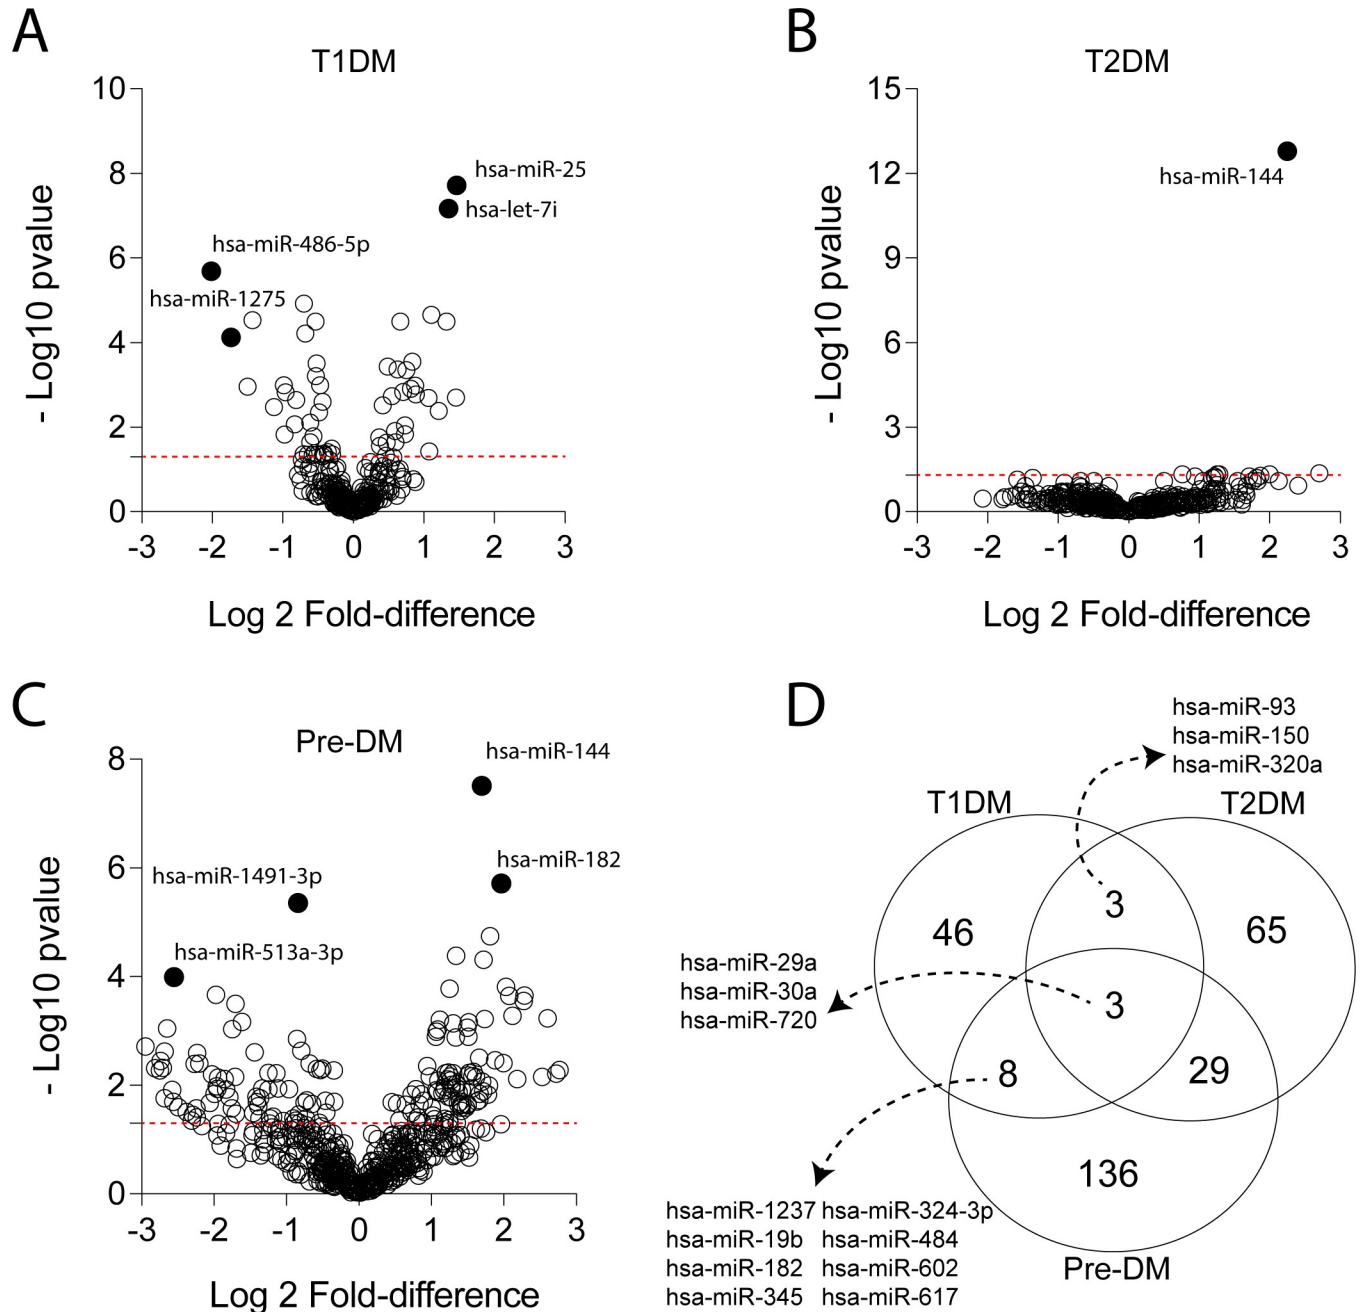 A
T1DM
10
8
6
4
2
0
- Log10 pvalue
hsa-miR-25
hsa-let-7i
hsa-miR-486-5p
hsa-miR-1275
-3 -2 -1 0 1 2 3
Log 2 Fold-difference
B
T2DM
15
12
9
6
3
0
- Log10 pvalue
hsa-miR-144
-3 -2 -1 0 1 2 3
Log 2 Fold-difference
C
Pre-DM
8
6
4
2
0
- Log10 pvalue
hsa-miR-144
hsa-miR-182
hsa-miR-1491-3p
hsa-miR-513a-3p
-3 -2 -1 0 1 2 3
Log 2 Fold-difference
D
hsa-miR-93
hsa-miR-150
hsa-miR-320a
T1DM T2DM
3
46 65
hsa-miR-29a
hsa-miR-30a
hsa-miR-720
3
8 29
136
hsa-miR-1237 hsa-miR-324-3p
hsa-miR-19b hsa-miR-484
hsa-miR-182 hsa-miR-602
hsa-miR-345 hsa-miR-617
Pre-DM